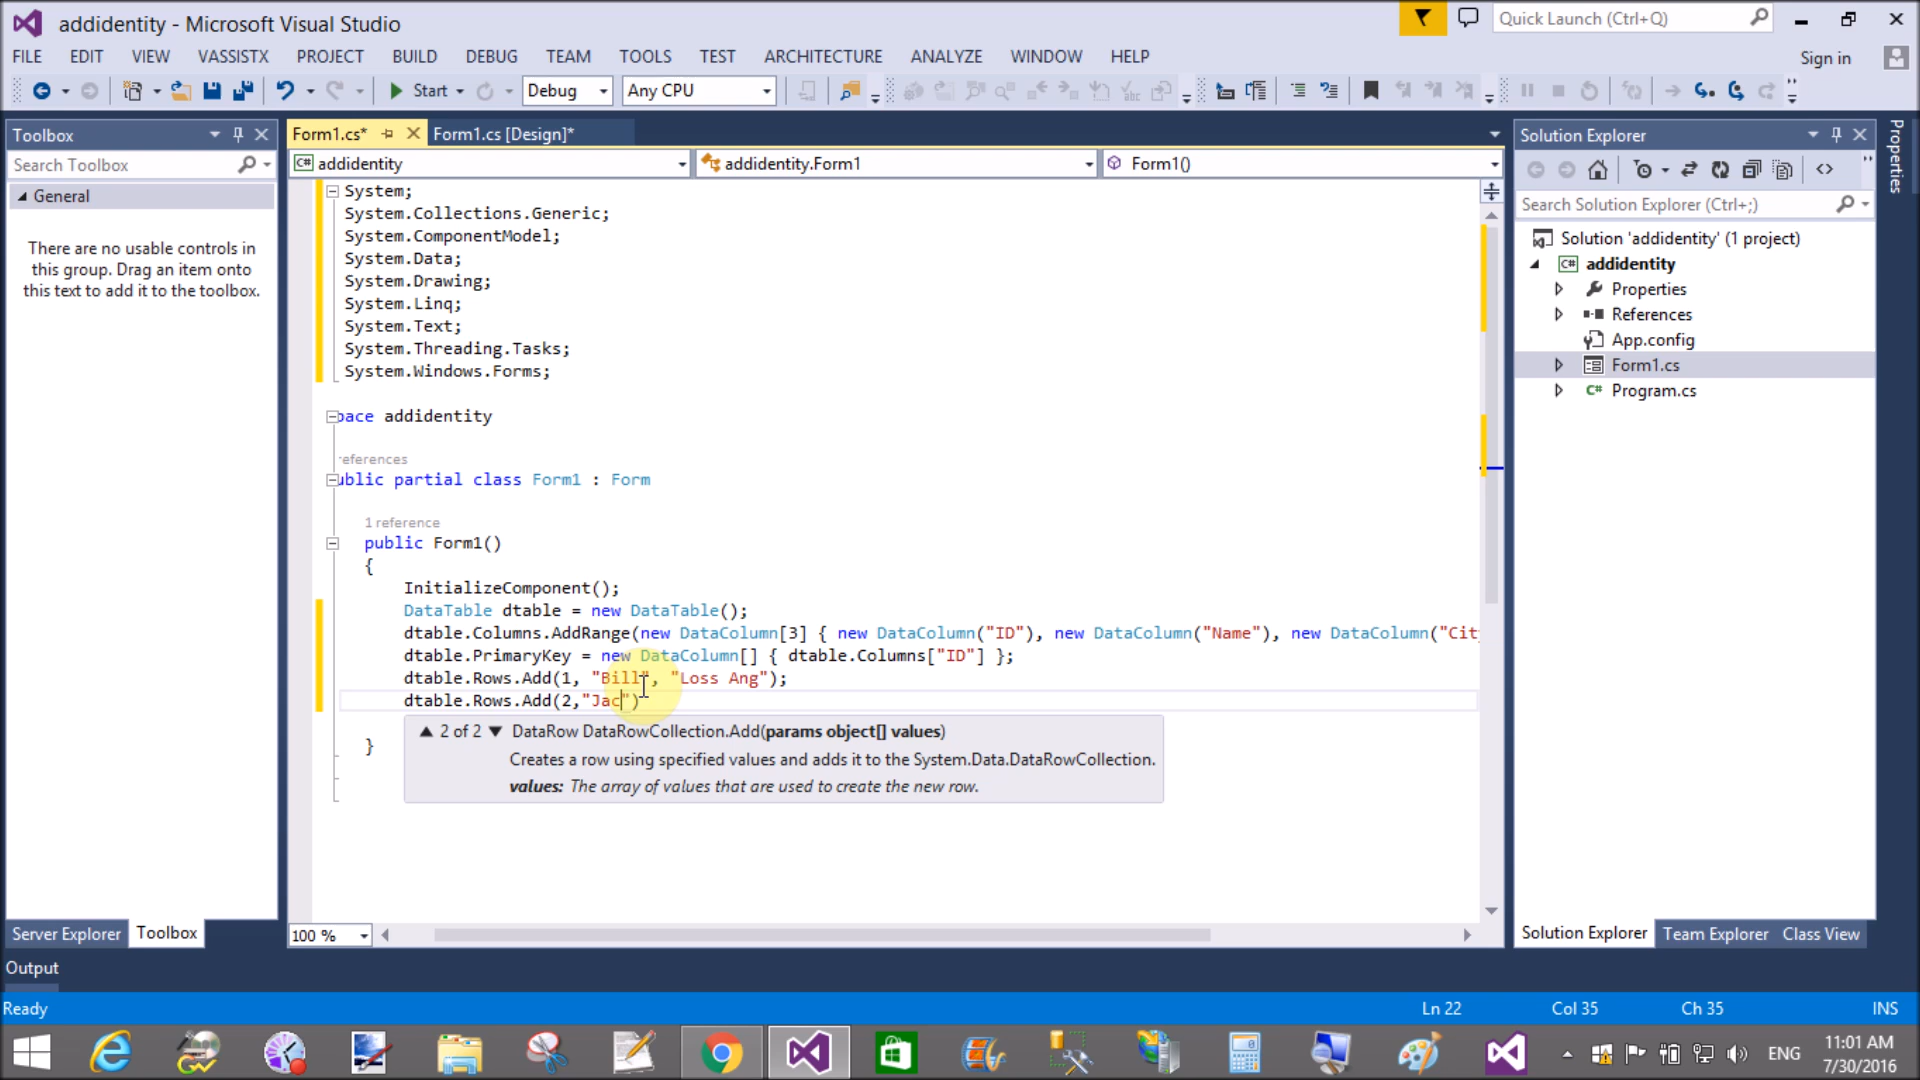 addidentity - Microsoft Visual Studio
Quick Launch (Ctrl+Q)
FILE EDIT VIEW VASSISTX PROJECT BUILD DEBUG TEAM TOOLS TEST ARCHITECTURE ANALYZE WINDOW HELP
Sign in
Start Debug Any CPU
Toolbox
Search Toolbox
General
There are no usable controls in
this group. Drag an item onto
this text to add it to the toolbox.
Server Explorer Toolbox
Form1.cs* Form1.cs [Design]*
addidentity addidentity.Form1 Form1()
System;
System.Collections.Generic;
System.ComponentModel;
System.Data;
System.Drawing;
System.Linq;
System.Text;
System.Threading.Tasks;
System.Windows.Forms;
pace addidentity
eferences
ublic partial class Form1 : Form
1 reference
public Form1()
{
InitializeComponent();
DataTable dtable = new DataTable();
dtable.Columns.AddRange(new DataColumn[3] { new DataColumn("ID"), new DataColumn("Name"), new DataColumn("Cit
dtable.PrimaryKey = new DataColumn[] { dtable.Columns["ID"] };
dtable.Rows.Add(1, "Bill", "Loss Ang");
dtable.Rows.Add(2,"Jac")
2 of 2 DataRow DataRowCollection.Add(params object[] values)
Creates a row using specified values and adds it to the System.Data.DataRowCollection.
values: The array of values that are used to create the new row.
}
100 %
Solution Explorer
Search Solution Explorer (Ctrl+;)
Solution 'addidentity' (1 project)
C# addidentity
Properties
References
App.config
Form1.cs
C# Program.cs
Solution Explorer Team Explorer Class View
Properties
Output
Ready
Ln 22 Col 35 Ch 35 INS
ENG
11:01 AM
7/30/2016